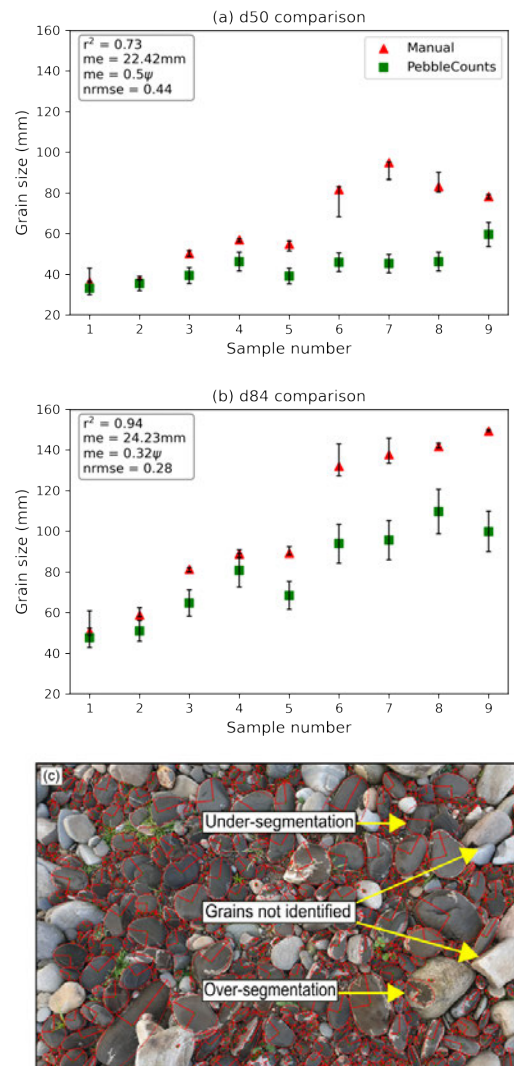 (a) d50 comparison
r² = 0.73
me = 22.42mm
me = 0.5ψ
nrmse = 0.44
Manual
PebbleCounts
Grain size (mm)
160
140
120
100
80
60
40
20
1 2 3 4 5 6 7 8 9
Sample number
(b) d84 comparison
r² = 0.94
me = 24.23mm
me = 0.32ψ
nrmse = 0.28
Grain size (mm)
160
140
120
100
80
60
40
20
1 2 3 4 5 6 7 8 9
Sample number
(c)
Under-segmentation
Grains not identified
Over-segmentation